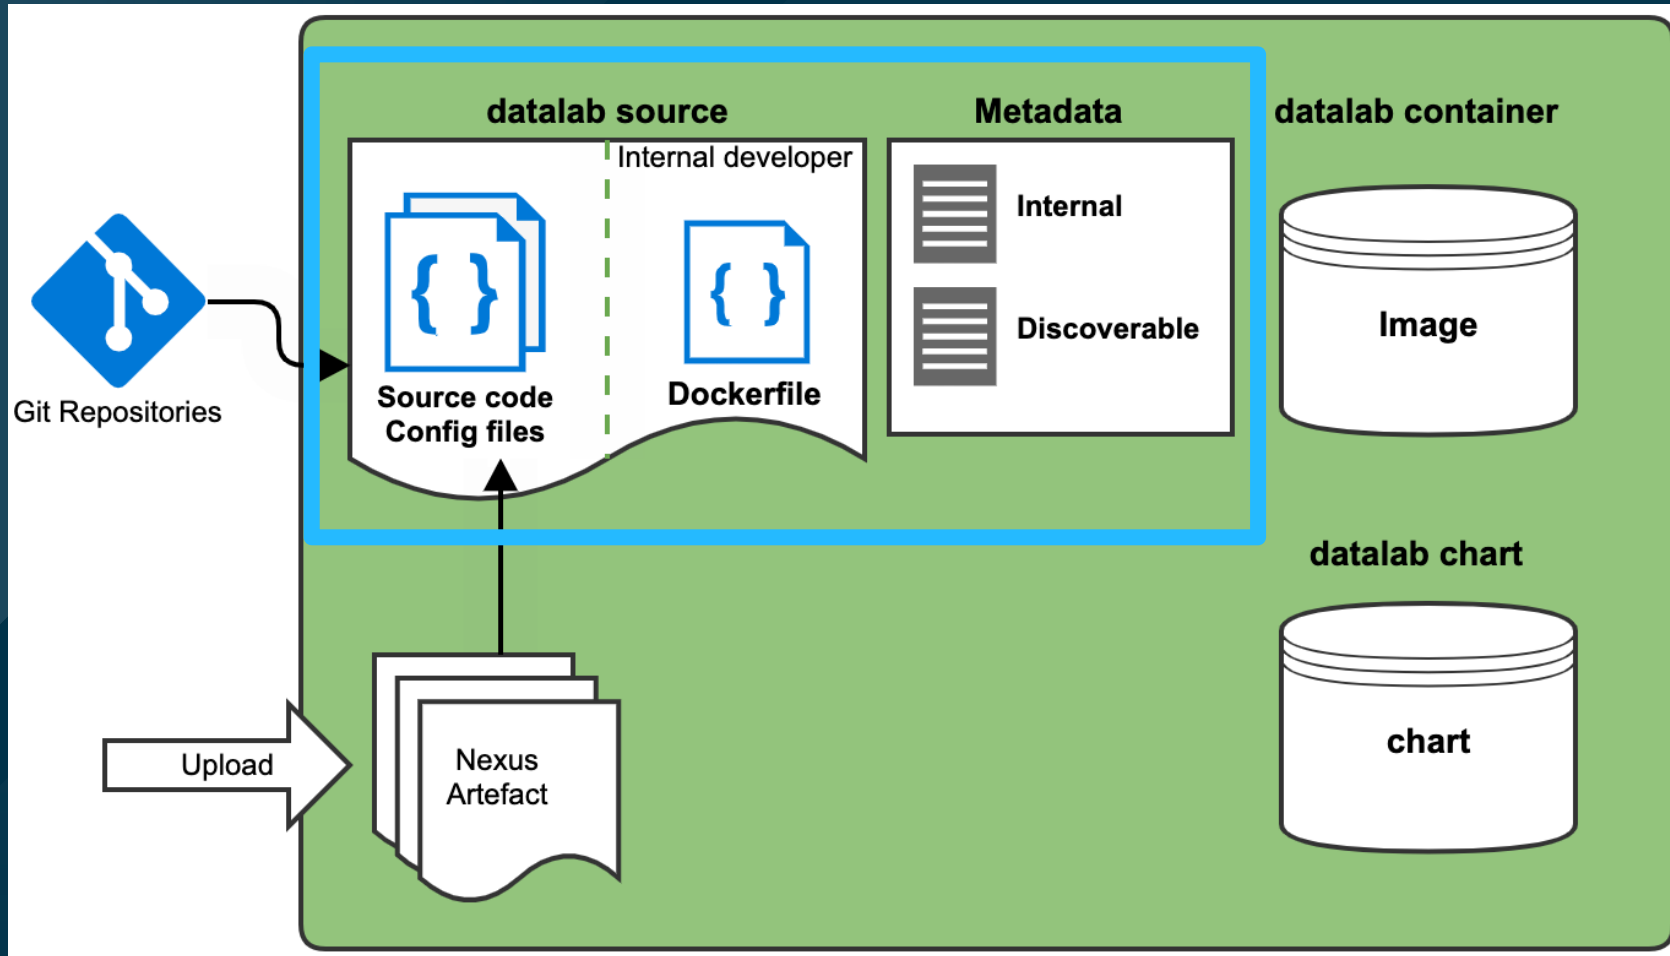 datalab source
Metadata
datalab container
Internal developer
Internal
Discoverable
Image
Source code
Config files
Dockerfile
Git Repositories
datalab chart
chart
Upload
Nexus
Artefact